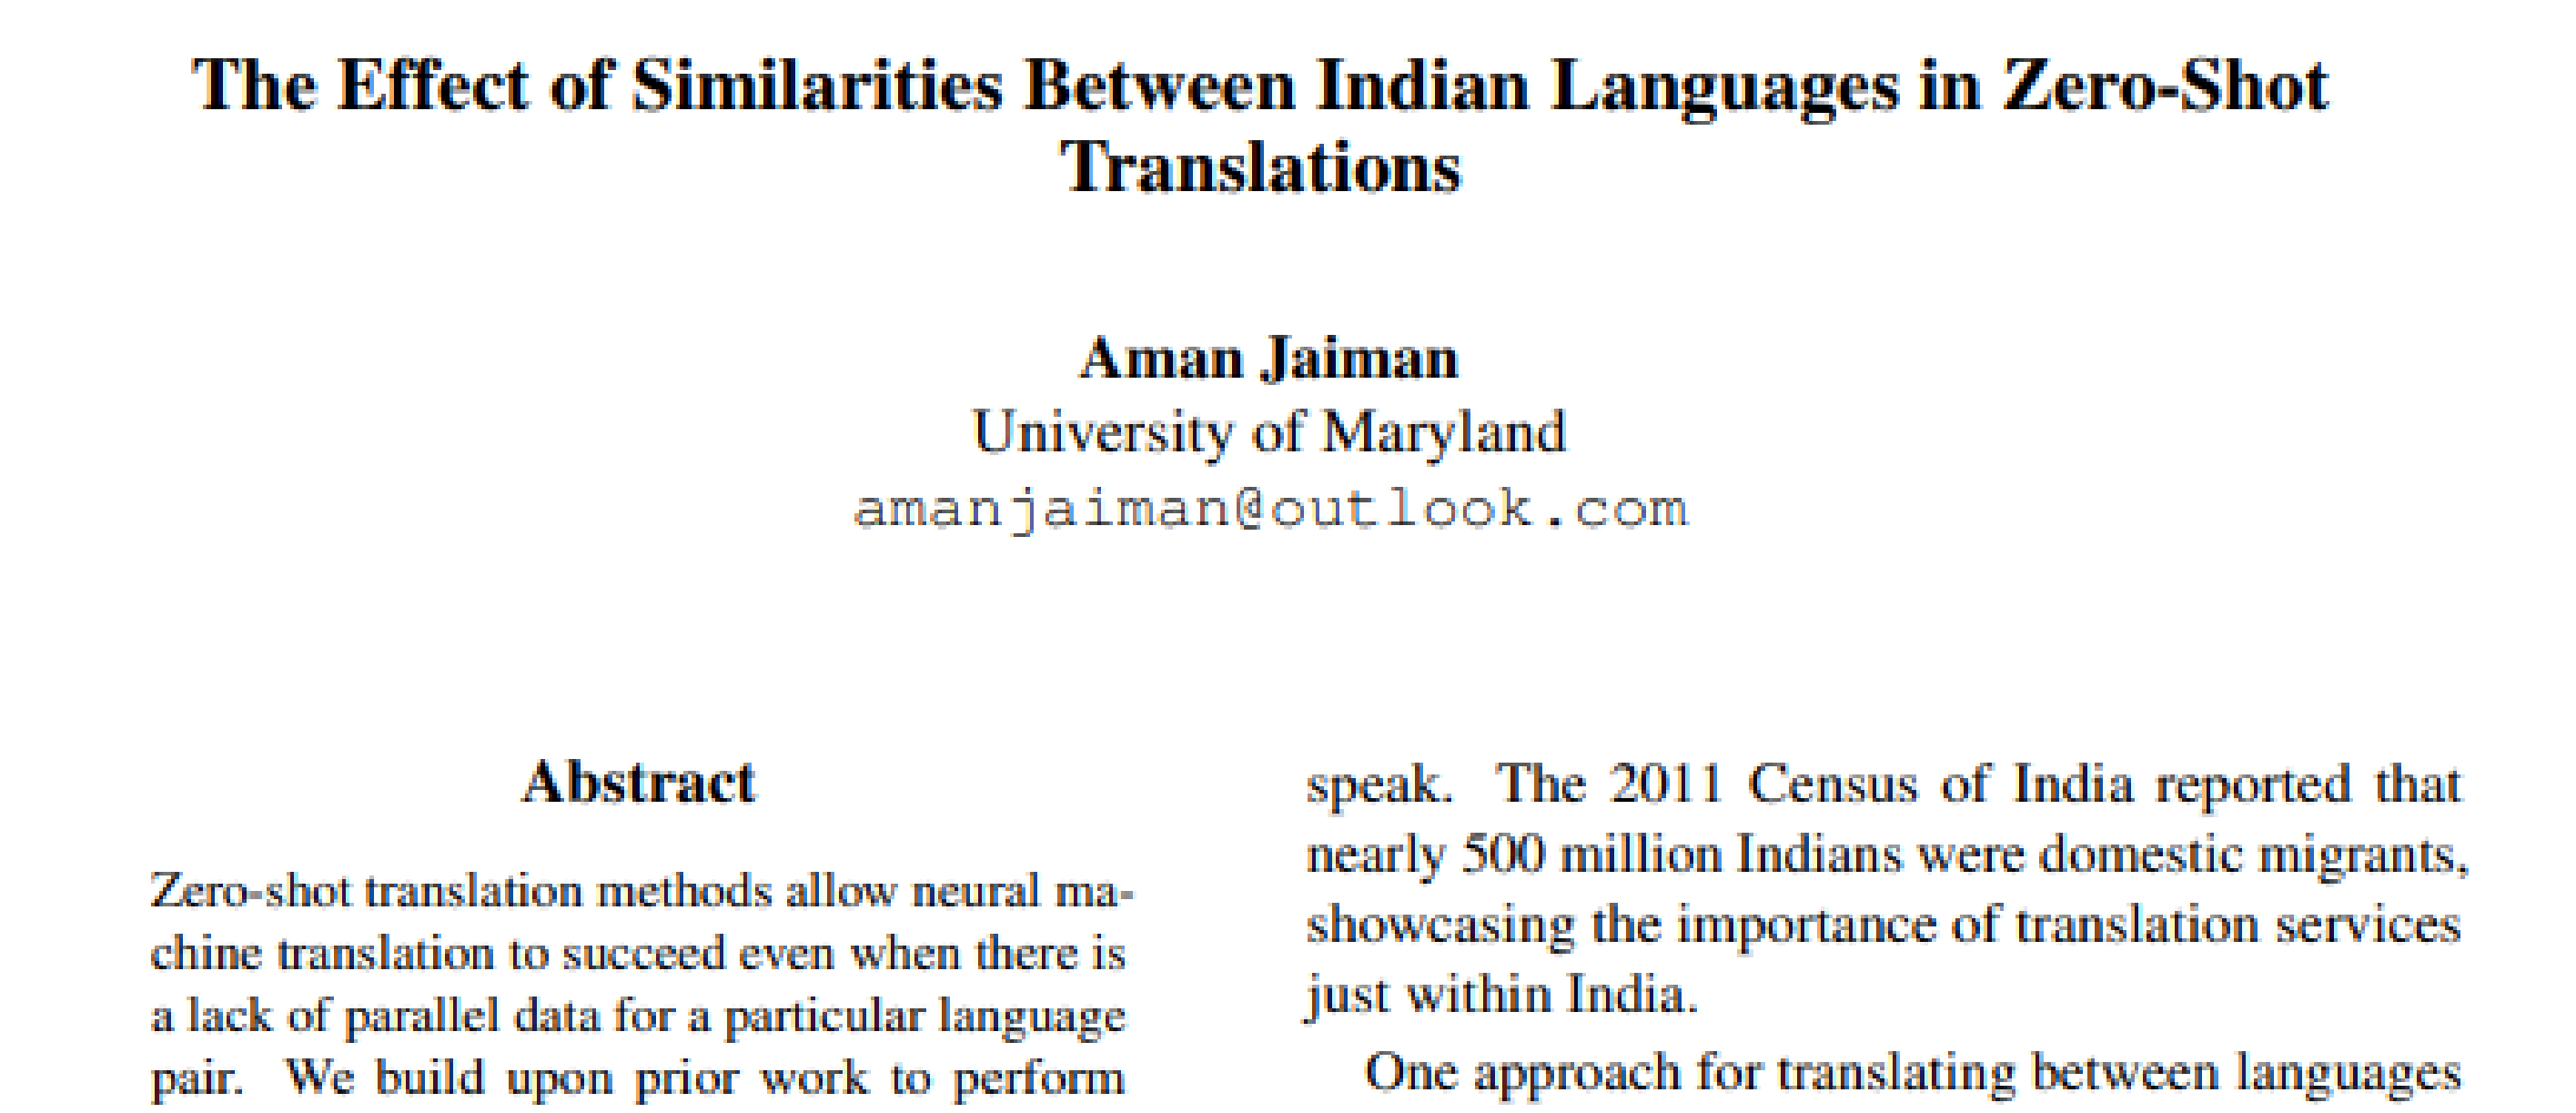 The Effect of Similarities Between Indian Languages in Zero-Shot
Translations
Aman Jaiman
University of Maryland
amanjaiman@outlook.com
Abstract
Zero-shot translation methods allow neural ma-
chine translation to succeed even when there is
a lack of parallel data for a particular language
pair. We build upon prior work to perform
speak. The 2011 Census of India reported that
nearly 500 million Indians were domestic migrants,
showcasing the importance of translation services
just within India.
One approach for translating between languages